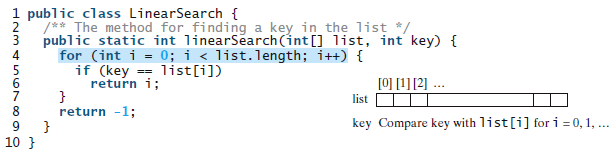 1 public class LinearSearch {
2 /** The method for finding a key in the list */
3 public static int linearSearch(int[] list, int key) {
4 for (int i = 0; i < list.length; i++) {
5 if (key == list[i])
6 return i;
7 }
8 return -1;
9 }
10 }
[0] [1] [2] …
list
key Compare key with list[i] for i = 0, 1, …